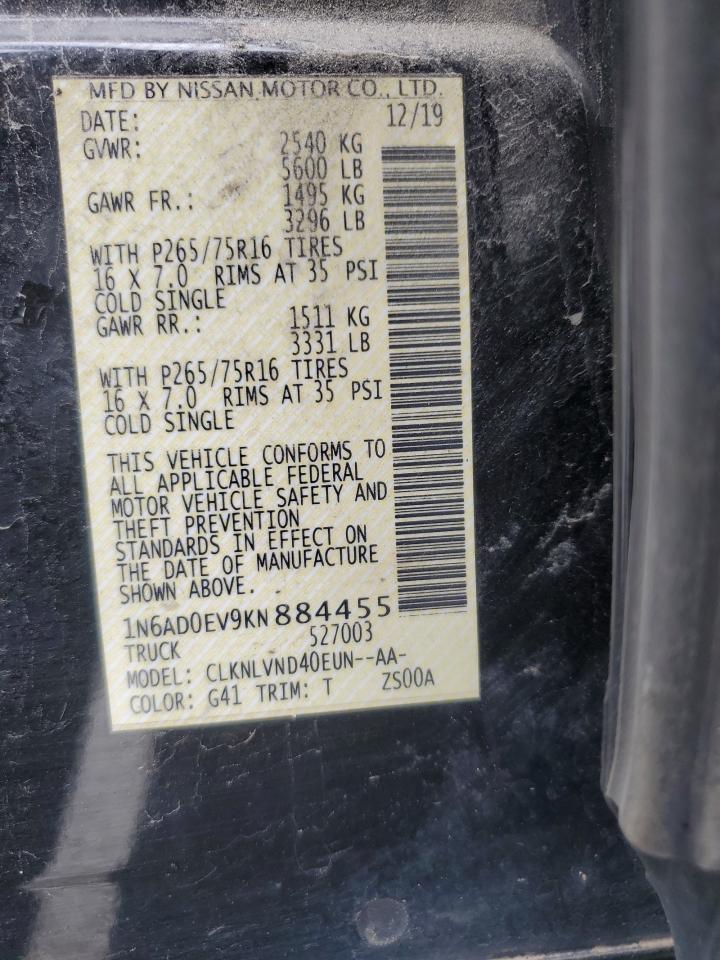 MFD BY NISSAN MOTOR CO., LTD.
DATE: 12/19
GVWR: 2540 KG
5600 LB
GAWR FR.: 1495 KG
3296 LB
WITH P265/75R16 TIRES
16 X 7.0 RIMS AT 35 PSI
COLD SINGLE
GAWR RR.: 1511 KG
3331 LB
WITH P265/75R16 TIRES
16 X 7.0 RIMS AT 35 PSI
COLD SINGLE
THIS VEHICLE CONFORMS TO
ALL APPLICABLE FEDERAL
MOTOR VEHICLE SAFETY AND
THEFT PREVENTION
STANDARDS IN EFFECT ON
THE DATE OF MANUFACTURE
SHOWN ABOVE.
1N6AD0EV9KN884455
TRUCK 527003
MODEL: CLKNLVND40EUN--AA-
COLOR: G41 TRIM: T ZS00A